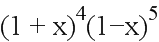 (1 + x)⁴(1−x)⁵